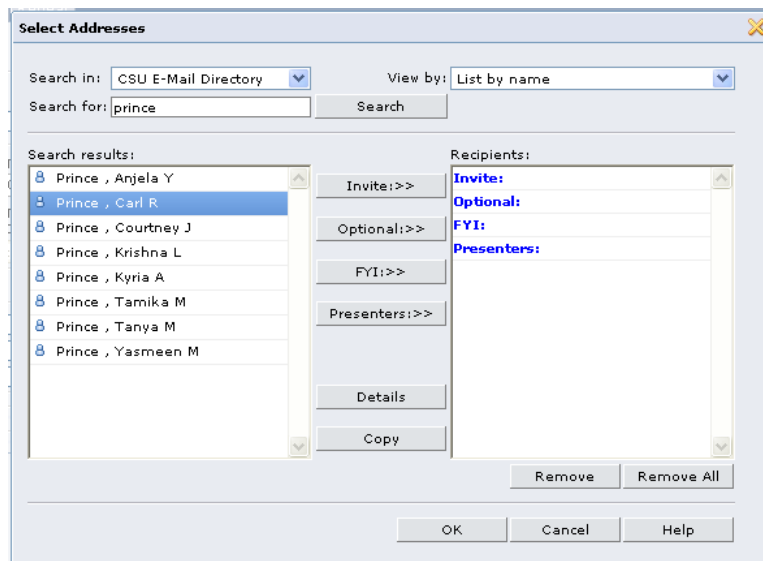 Select Addresses
Search in: CSU E-Mail Directory View by: List by name
Search for: prince Search
Search results:
Prince , Anjela Y
Prince , Carl R
Prince , Courtney J
Prince , Krishna L
Prince , Kyria A
Prince , Tamika M
Prince , Tanya M
Prince , Yasmeen M
Invite:>>
Optional:>>
FYI:>>
Presenters:>>
Details
Copy
Recipients:
Invite:
Optional:
FYI:
Presenters:
Remove Remove All
OK Cancel Help